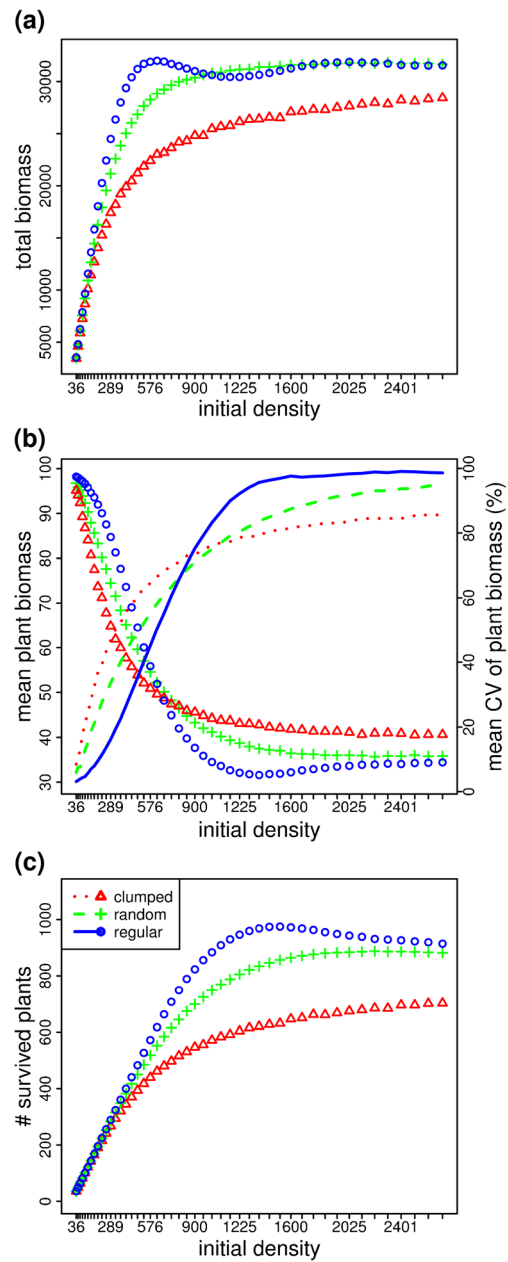 (a)
total biomass
30000
20000
10000
5000
36 289 576 900 1225 1600 2025 2401
initial density
(b)
mean plant biomass
100
90
80
70
60
50
40
30
mean CV of plant biomass (%)
100
80
60
40
20
0
36 289 576 900 1225 1600 2025 2401
initial density
(c)
clumped
random
regular
# survived plants
1000
800
600
400
200
0
36 289 576 900 1225 1600 2025 2401
initial density